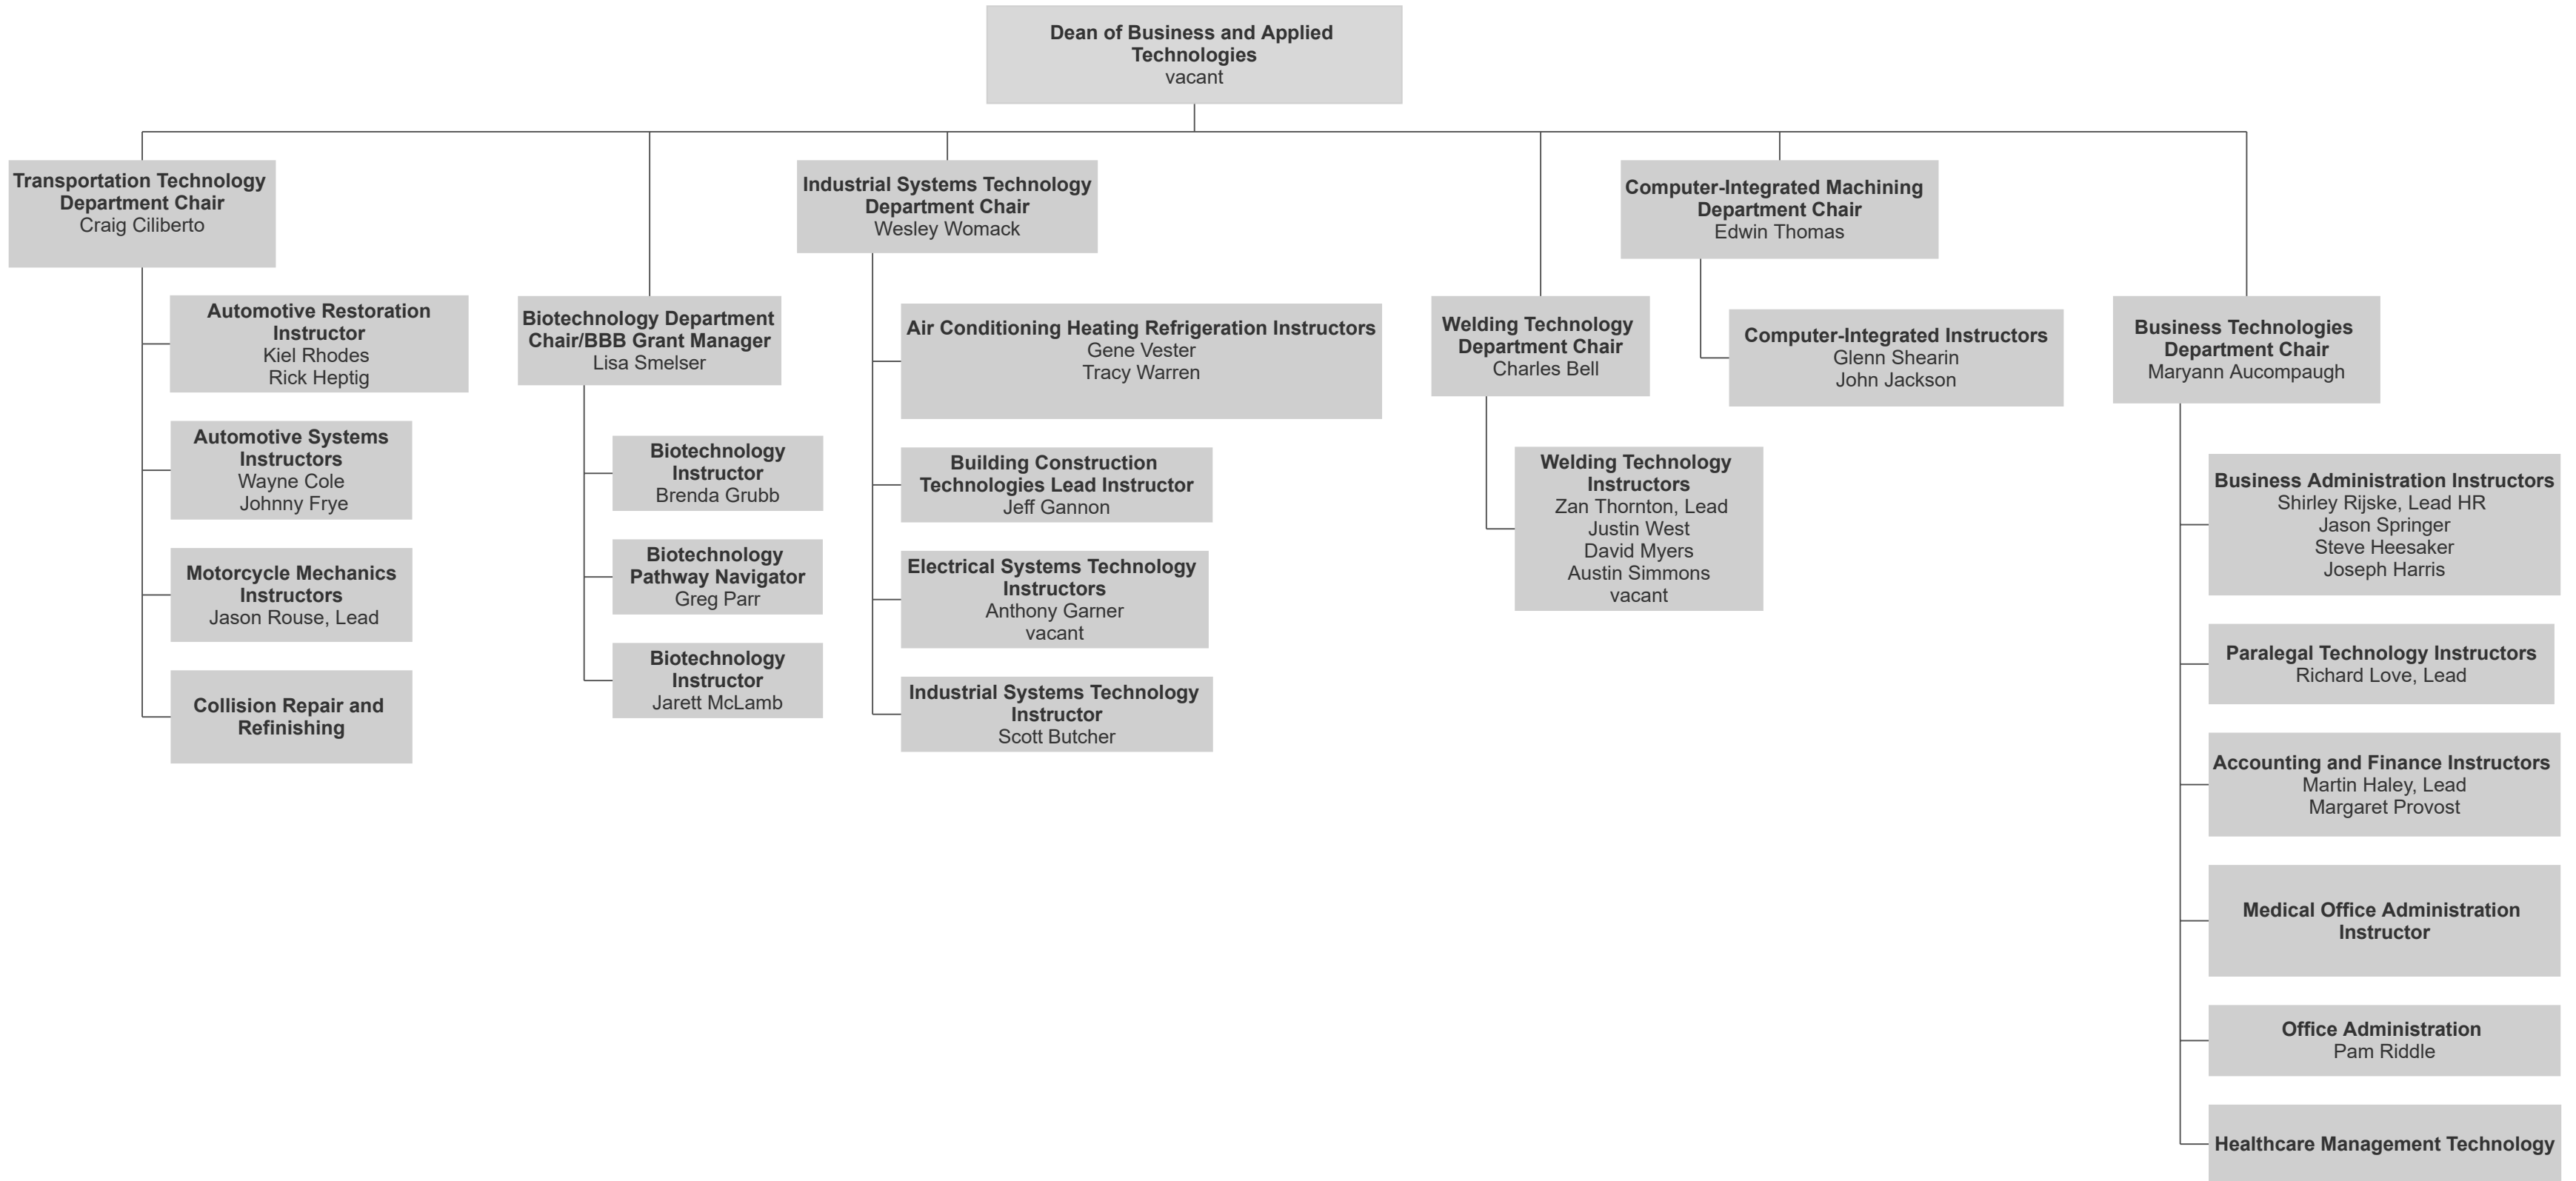 Dean of Business and Applied
Technologies
vacant
Transportation Technology
Department Chair
Craig Ciliberto
Automotive Restoration
Instructor
Kiel Rhodes
Rick Heptig
Automotive Systems
Instructors
Wayne Cole
Johnny Frye
Motorcycle Mechanics
Instructors
Jason Rouse, Lead
Collision Repair and
Refinishing
Biotechnology Department
Chair/BBB Grant Manager
Lisa Smelser
Biotechnology
Instructor
Brenda Grubb
Biotechnology
Pathway Navigator
Greg Parr
Biotechnology
Instructor
Jarett McLamb
Industrial Systems Technology
Department Chair
Wesley Womack
Air Conditioning Heating Refrigeration Instructors
Gene Vester
Tracy Warren
Building Construction
Technologies Lead Instructor
Jeff Gannon
Electrical Systems Technology
Instructors
Anthony Garner
vacant
Industrial Systems Technology
Instructor
Scott Butcher
Welding Technology
Department Chair
Charles Bell
Welding Technology
Instructors
Zan Thornton, Lead
Justin West
David Myers
Austin Simmons
vacant
Computer-Integrated Machining
Department Chair
Edwin Thomas
Computer-Integrated Instructors
Glenn Shearin
John Jackson
Business Technologies
Department Chair
Maryann Aucompaugh
Business Administration Instructors
Shirley Rijske, Lead HR
Jason Springer
Steve Heesaker
Joseph Harris
Paralegal Technology Instructors
Richard Love, Lead
Accounting and Finance Instructors
Martin Haley, Lead
Margaret Provost
Medical Office Administration
Instructor
Office Administration
Pam Riddle
Healthcare Management Technology